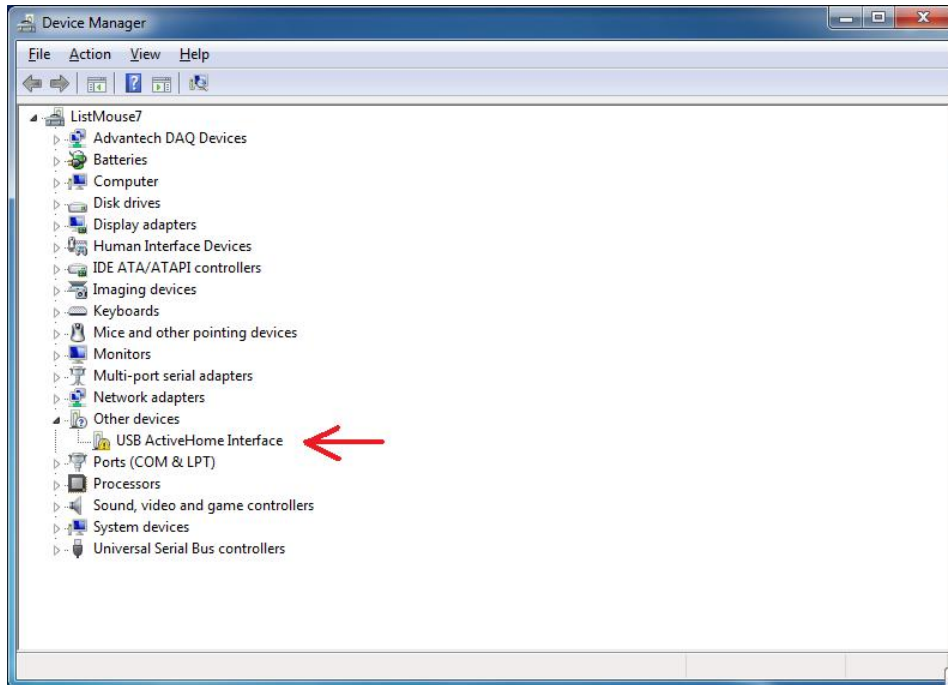 Device Manager
File Action View Help
ListMouse7
Advantech DAQ Devices
Batteries
Computer
Disk drives
Display adapters
Human Interface Devices
IDE ATA/ATAPI controllers
Imaging devices
Keyboards
Mice and other pointing devices
Monitors
Multi-port serial adapters
Network adapters
Other devices
USB ActiveHome Interface
Ports (COM & LPT)
Processors
Sound, video and game controllers
System devices
Universal Serial Bus controllers